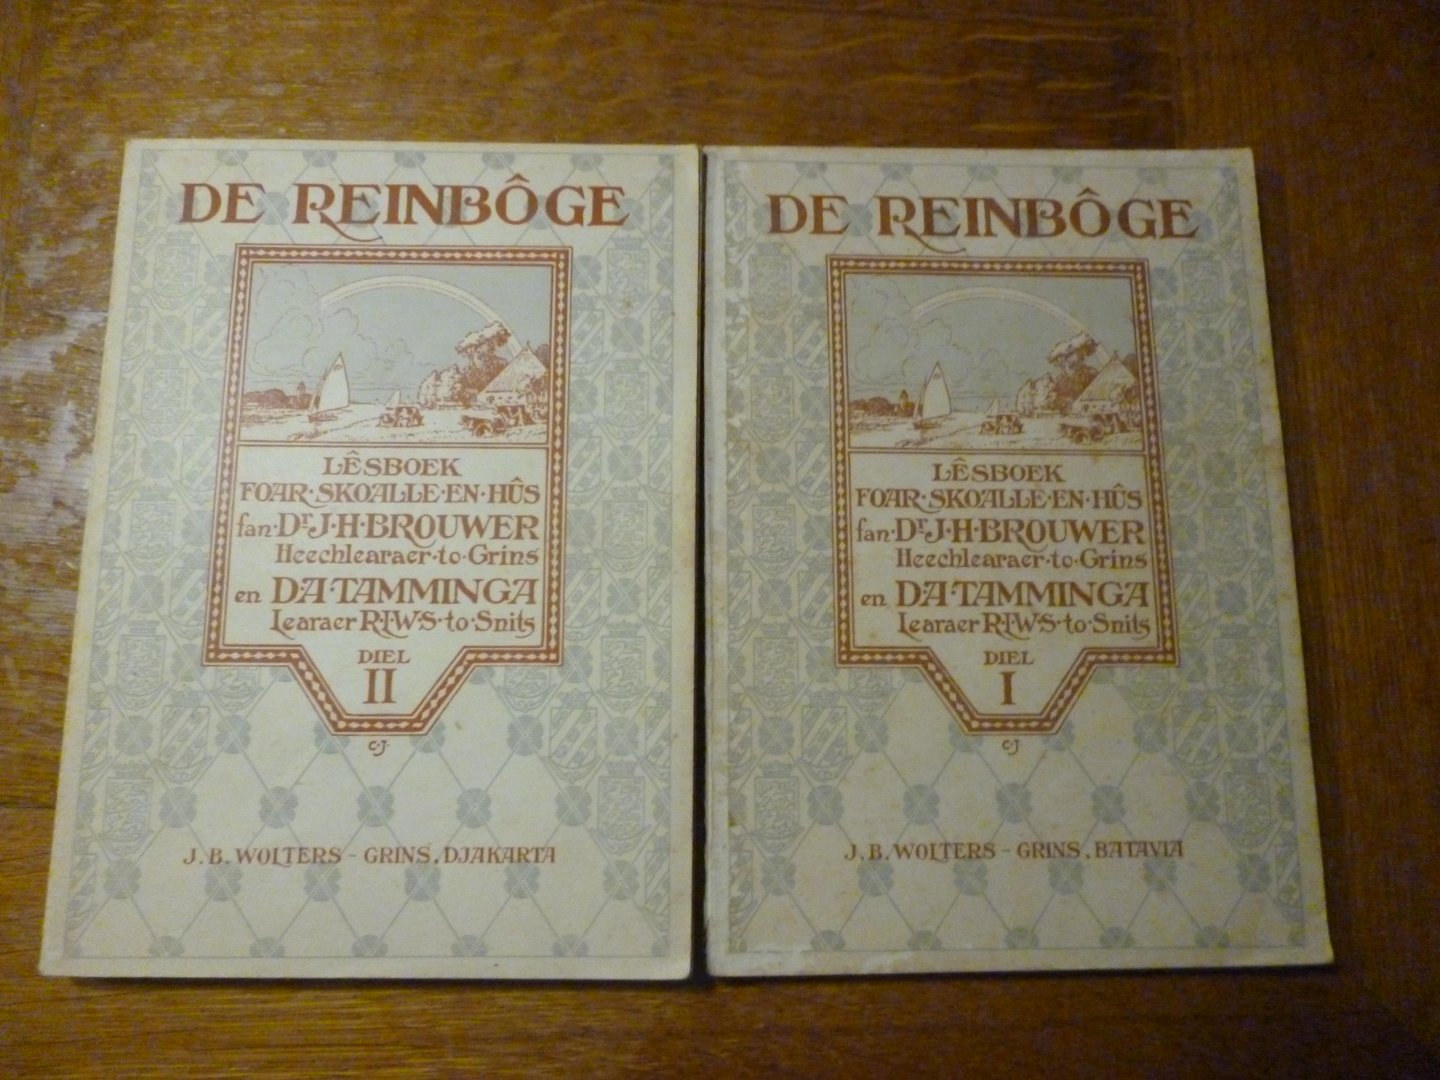 DE REINBÔGE
LÊSBOEK
FOAR·SKOALLE·EN·HÛS
fan·Dr·J·H·BROUWER
Heechlearaer·to·Grins
en D·A·TAMMINGA
Learaer R·I·W·S·to·Snits
DIEL
II
C·J·
J. B. WOLTERS – GRINS, DJAKARTA
DE REINBÔGE
LÊSBOEK
FOAR·SKOALLE·EN·HÛS
fan·Dr·J·H·BROUWER
Heechlearaer·to·Grins
en D·A·TAMMINGA
Learaer R·I·W·S·to·Snits
DIEL
I
C·J
J. B. WOLTERS – GRINS, BATAVIA